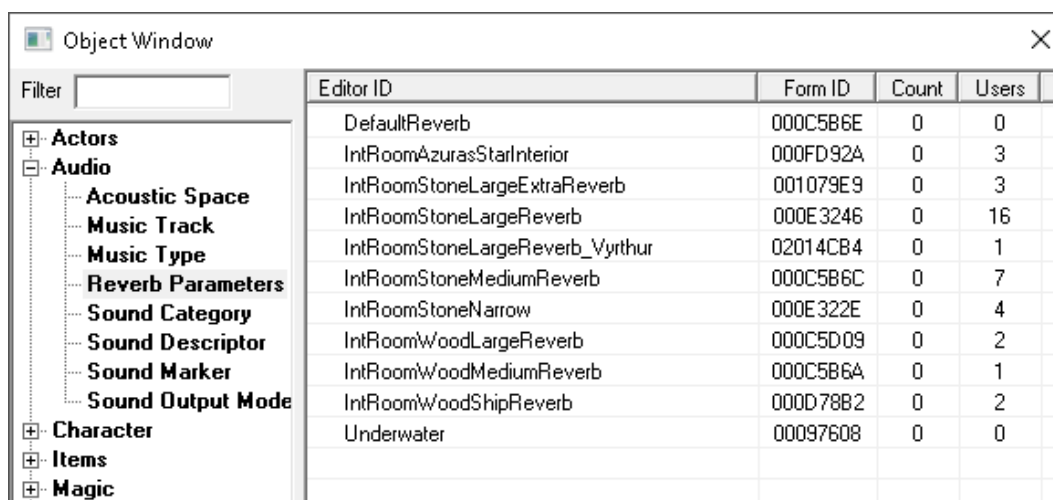 Object Window
Filter
Actors
Audio
Acoustic Space
Music Track
Music Type
Reverb Parameters
Sound Category
Sound Descriptor
Sound Marker
Sound Output Mode
Character
Items
Magic
Editor ID Form ID Count Users
DefaultReverb 000C5B6E 0 0
IntRoomAzurasStarInterior 000FD92A 0 3
IntRoomStoneLargeExtraReverb 001079E9 0 3
IntRoomStoneLargeReverb 000E3246 0 16
IntRoomStoneLargeReverb_Vyrthur 02014CB4 0 1
IntRoomStoneMediumReverb 000C5B6C 0 7
IntRoomStoneNarrow 000E322E 0 4
IntRoomWoodLargeReverb 000C5D09 0 2
IntRoomWoodMediumReverb 000C5B6A 0 1
IntRoomWoodShipReverb 000D78B2 0 2
Underwater 00097608 0 0